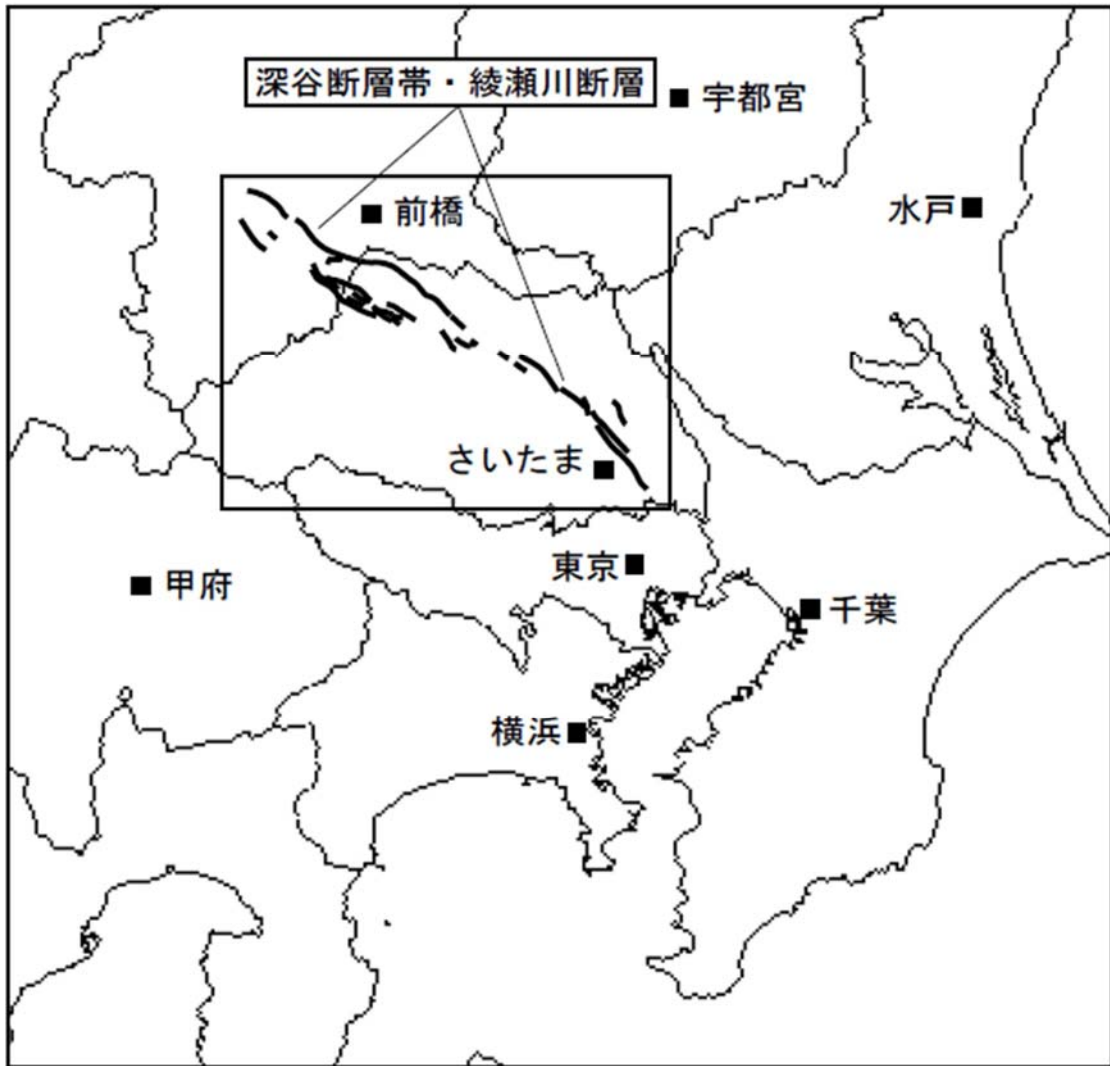 深谷断層帯・綾瀬川断層
宇都宮
前橋
水戸
さいたま
東京
甲府
千葉
横浜